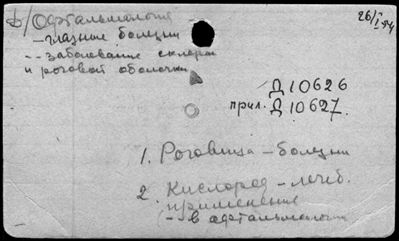 Ф/Офтальмология - 26/I 54
- глазные болезни
-- заболевание склеры
и роговой оболочки
Д 10626
прил. Д 10627.
1. Роговица - болезни
2. Кислород - лечеб.
применение
-- в офтальмологии